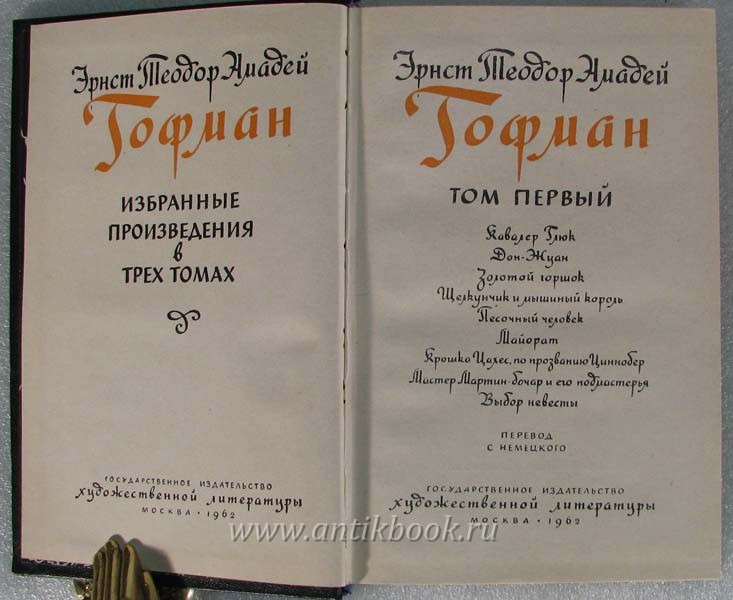 Эрнст Теодор Амадей
Гофман
ИЗБРАННЫЕ
ПРОИЗВЕДЕНИЯ
в
ТРЕХ ТОМАХ
ГОСУДАРСТВЕННОЕ ИЗДАТЕЛЬСТВО
художественной литературы
МОСКВА · 1962
Эрнст Теодор Амадей
Гофман
ТОМ ПЕРВЫЙ
Кавалер Глюк
Дон-Жуан
Золотой горшок
Щелкунчик и мышиный король
Песочный человек
Майорат
Крошка Цахес, по прозванию Циннобер
Мастер Мартин-бочар и его подмастерья
Выбор невесты
ПЕРЕВОД
С НЕМЕЦКОГО
ГОСУДАРСТВЕННОЕ ИЗДАТЕЛЬСТВО
художественной литературы
МОСКВА · 1962
www.antikbook.ru